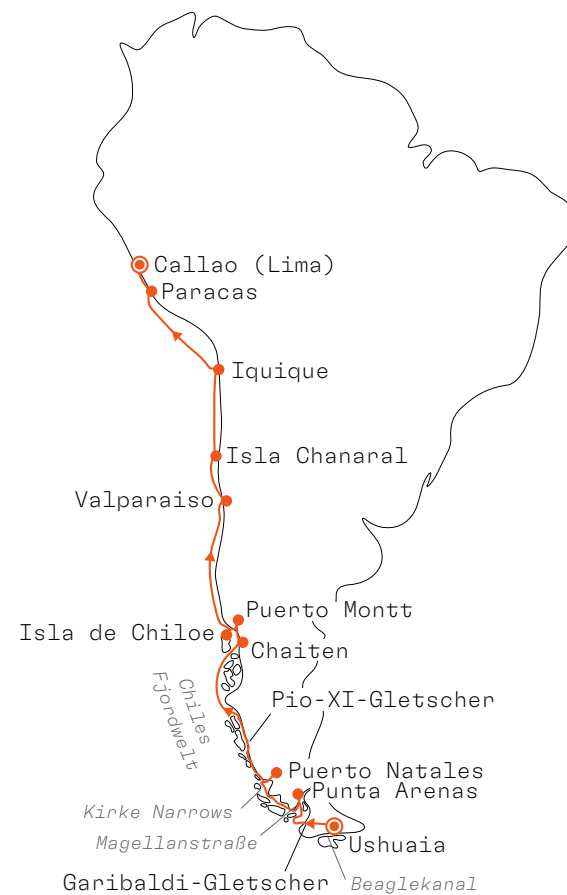 Callao (Lima)
Paracas
Iquique
Isla Chanaral
Valparaiso
Puerto Montt
Isla de Chiloe
Chaiten
Chiles
Fjordwelt
Pio-XI-Gletscher
Puerto Natales
Punta Arenas
Kirke Narrows
Magellanstraße
Ushuaia
Garibaldi-Gletscher
Beaglekanal